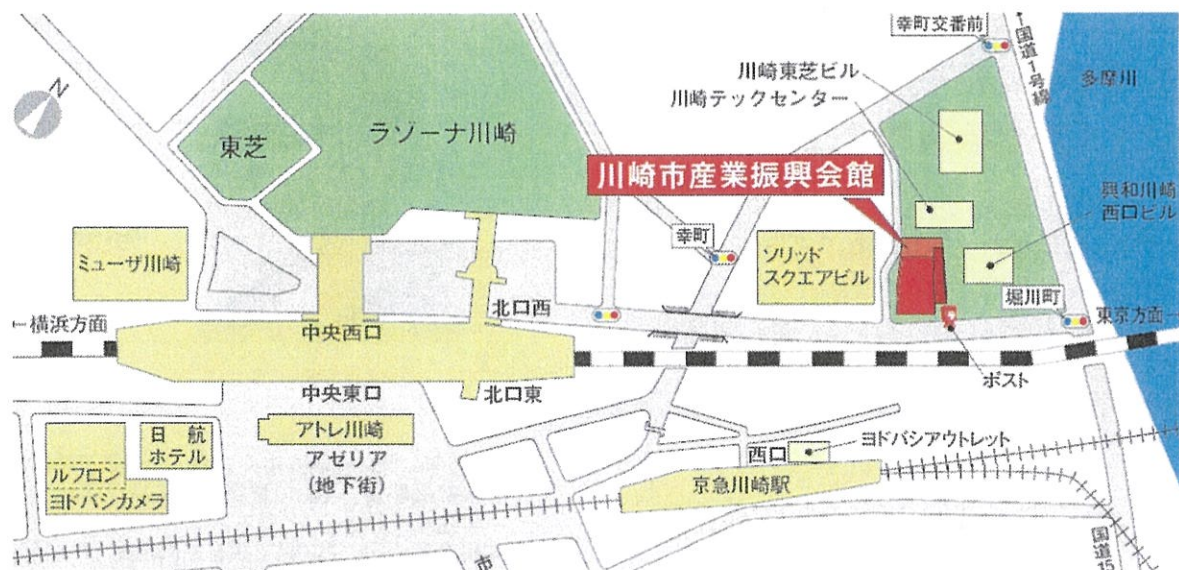 幸町交番前
国道1号線
多摩川
川崎東芝ビル
川崎テックセンター
N
東芝
ラゾーナ川崎
川崎市産業振興会館
興和川崎
西口ビル
幸町
ミューザ川崎
ソリッド
スクエアビル
堀川町
←横浜方面
北口西
東京方面
中央西口
ポスト
中央東口
北口東
アトレ川崎
日航
ホテル
アゼリア
(地下街)
ルフロン
ヨドバシカメラ
西口
ヨドバシアウトレット
京急川崎駅
市
国道15